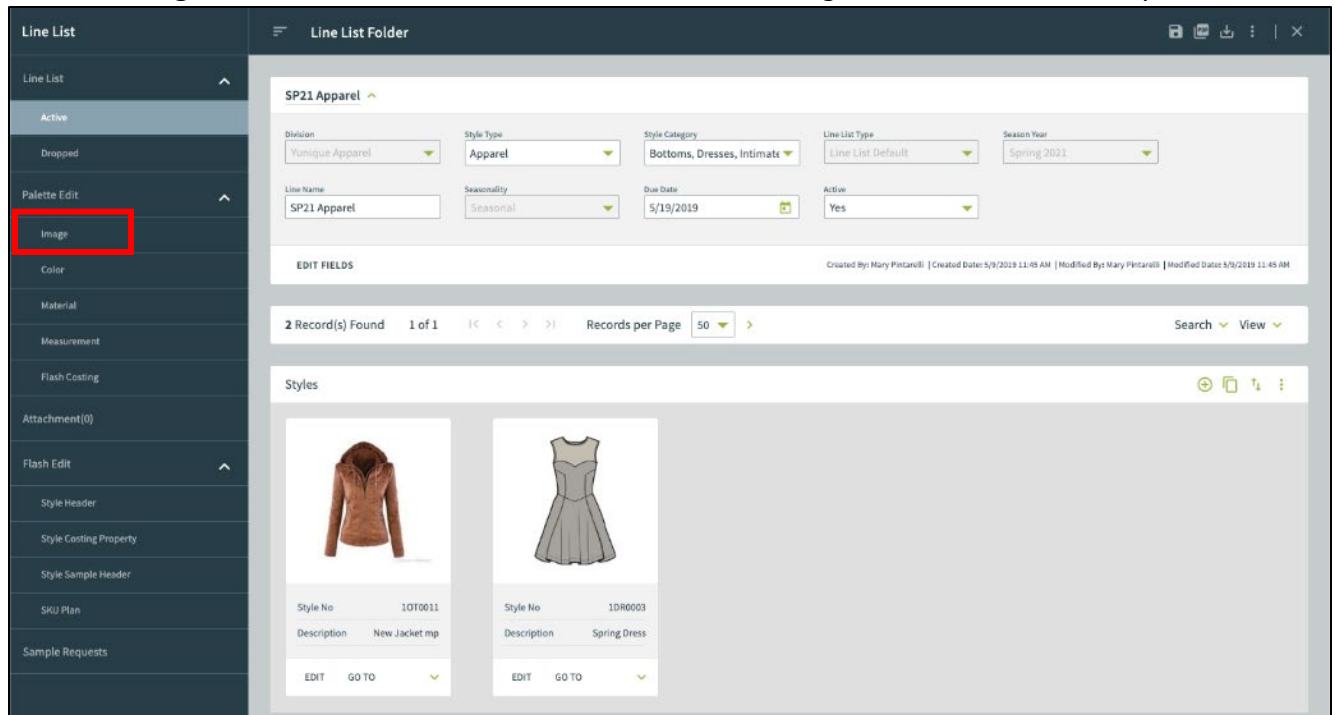 Line List
Line List Folder
Line List
Active
Dropped
Palette Edit
Image
Color
Material
Measurement
Flash Costing
Attachment(0)
Flash Edit
Style Header
Style Costing Property
Style Sample Header
SKU Plan
Sample Requests
SP21 Apparel
Division Style Type Style Category Line List Type Season Year
Yunique Apparel Apparel Bottoms, Dresses, Intimate Line List Default Spring 2021
Line Name Seasonality Due Date Active
SP21 Apparel Seasonal 5/19/2019 Yes
EDIT FIELDS Created By: Mary Pintarelli | Created Date: 5/9/2019 11:45 AM | Modified By: Mary Pintarelli | Modified Date: 5/9/2019 11:45 AM
2 Record(s) Found 1 of 1 Records per Page 50 Search View
Styles
Style No 1OT0011
Description New Jacket mp
EDIT GO TO
Style No 1DR0003
Description Spring Dress
EDIT GO TO